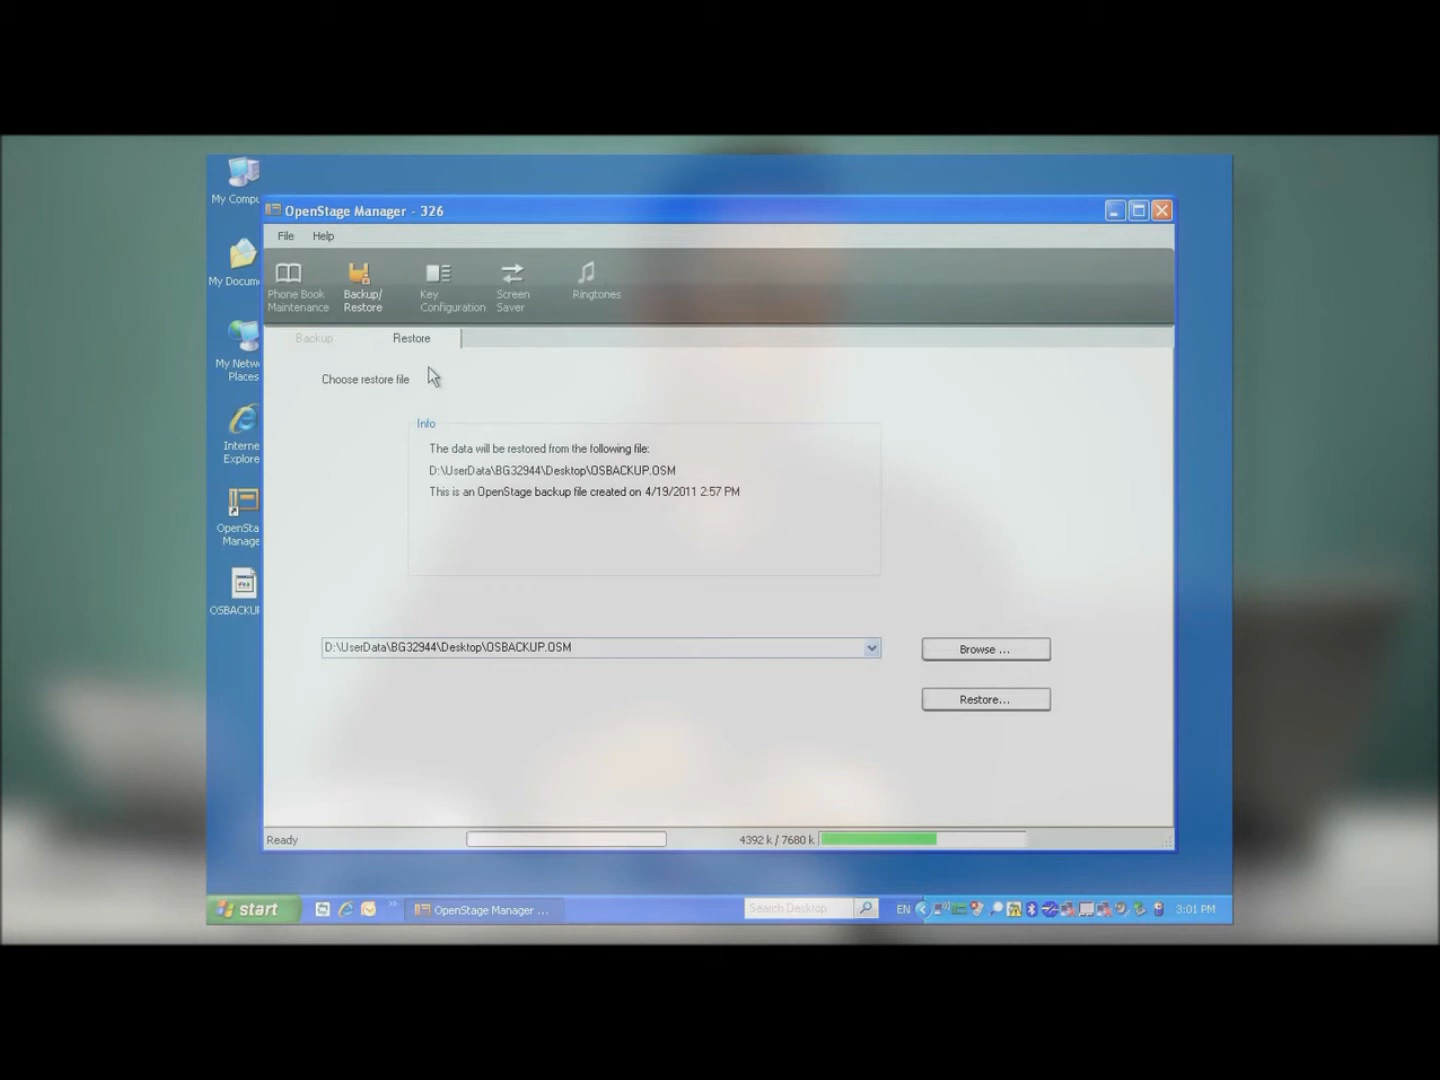 My Compu
OpenStage Manager - 326
File Help
My Docum
Phone Book Maintenance
Backup/ Restore
Key Configuration
Screen Saver
Ringtones
Backup
Restore
My Netw
Places
Choose restore file
Info
The data will be restored from the following file:
D:\UserData\BG32944\Desktop\OSBACKUP.OSM
This is an OpenStage backup file created on 4/19/2011 2:57 PM
Interne
Explore
OpenSta
Manage
OSBACKUP
D:\UserData\BG32944\Desktop\OSBACKUP.OSM
Browse ...
Restore...
Ready
4392 k / 7680 k
start
OpenStage Manager ...
Search Desktop
EN
3:01 PM